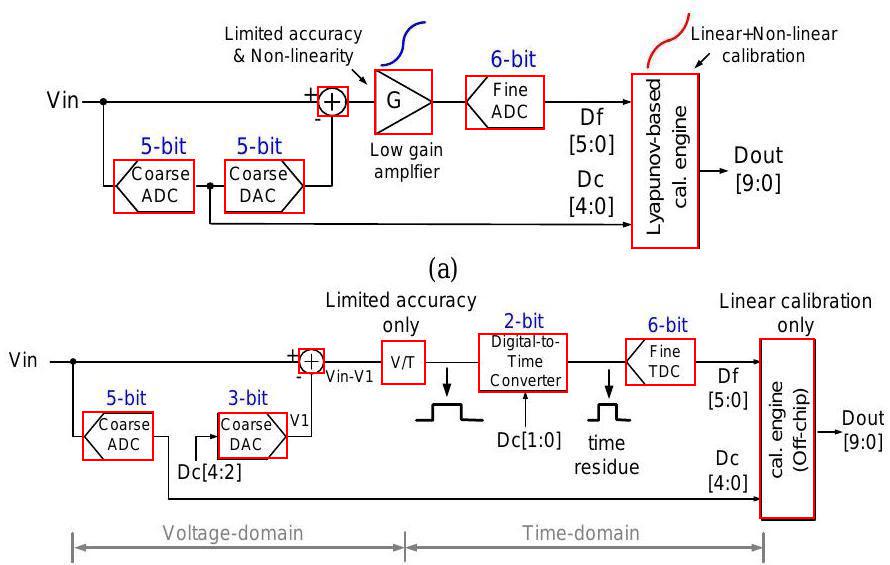 Limited accuracy
& Non-linearity
Linear+Non-linear
calibration
6-bit
Vin
+
-
G
Fine
ADC
Df
[5:0]
5-bit
5-bit
Coarse
ADC
Coarse
DAC
Low gain
amplfier
Dc
[4:0]
Lyapunov-based
cal. engine
Dout
[9:0]
(a)
Limited accuracy
only
Linear calibration
only
2-bit
6-bit
Vin
+
-
Vin-V1
V/T
Digital-to-
Time
Converter
Fine
TDC
Df
[5:0]
5-bit
3-bit
Coarse
ADC
Coarse
DAC
V1
Dc[4:2]
Dc[1:0]
time
residue
Dc
[4:0]
cal. engine
(Off-chip)
Dout
[9:0]
Voltage-domain
Time-domain